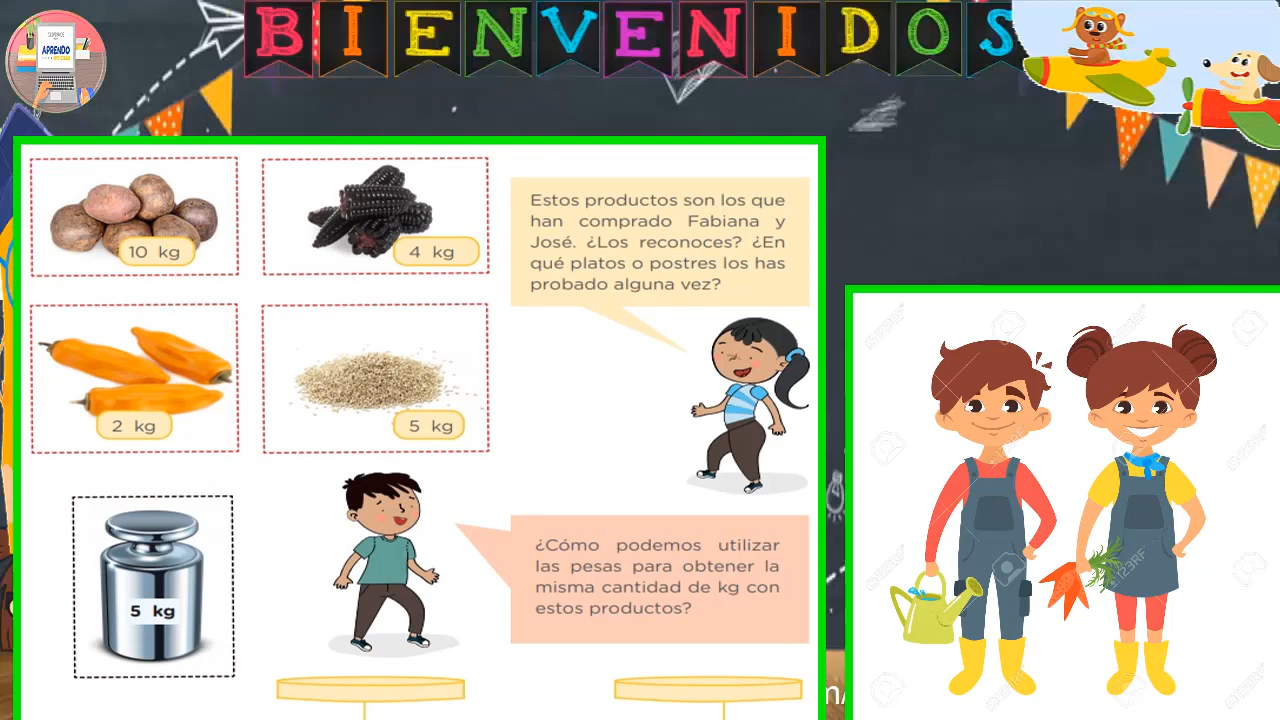 BIENVENIDOS
APRENDO
10 kg
4 kg
Estos productos son los que
han comprado Fabiana y
José. ¿Los reconoces? ¿En
qué platos o postres los has
probado alguna vez?
2 kg
5 kg
5 kg
¿Cómo podemos utilizar
las pesas para obtener la
misma cantidad de kg con
estos productos?
123RF